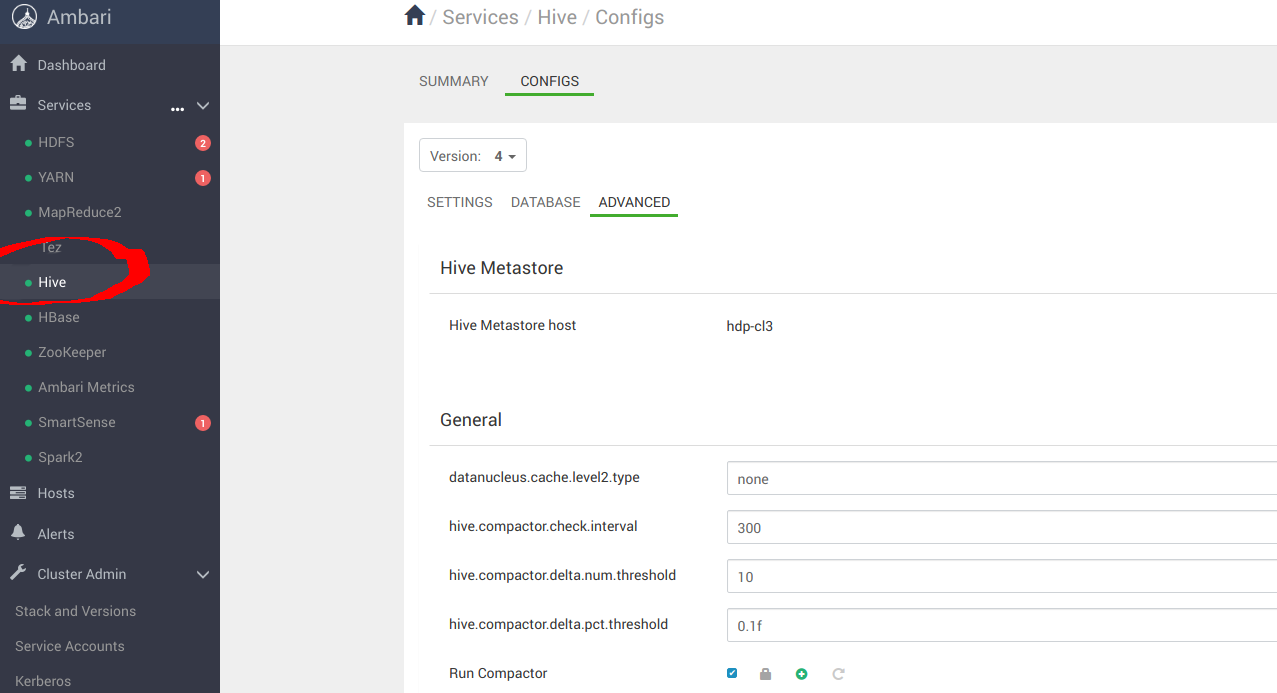 Ambari
Dashboard
Services
HDFS 2
YARN 1
MapReduce2
Tez
Hive
HBase
ZooKeeper
Ambari Metrics
SmartSense 1
Spark2
Hosts
Alerts
Cluster Admin
Stack and Versions
Service Accounts
Kerberos
/ Services / Hive / Configs
SUMMARY CONFIGS
Version: 4
SETTINGS DATABASE ADVANCED
Hive Metastore
Hive Metastore host hdp-cl3
General
datanucleus.cache.level2.type none
hive.compactor.check.interval 300
hive.compactor.delta.num.threshold 10
hive.compactor.delta.pct.threshold 0.1f
Run Compactor